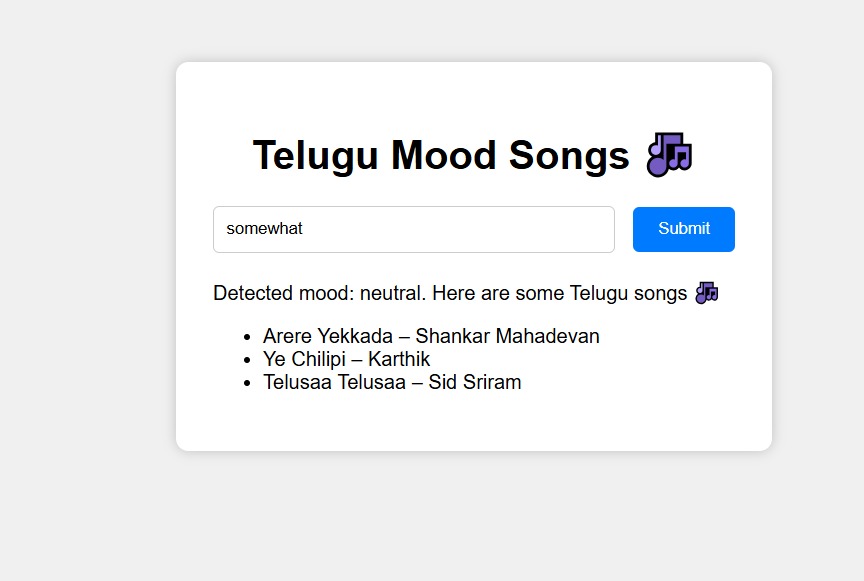 Telugu Mood Songs 🎶
somewhat
Submit
Detected mood: neutral. Here are some Telugu songs 🎶
• Arere Yekkada – Shankar Mahadevan
• Ye Chilipi – Karthik
• Telusaa Telusaa – Sid Sriram